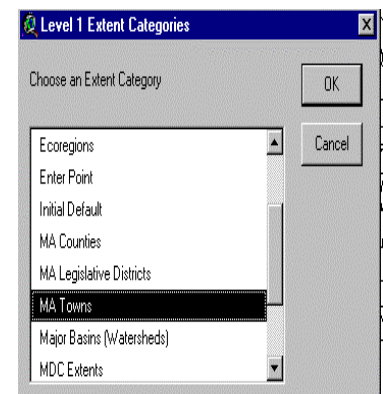 Level 1 Extent Categories
Choose an Extent Category
OK
Cancel
Ecoregions
Enter Point
Initial Default
MA Counties
MA Legislative Districts
MA Towns
Major Basins (Watersheds)
MDC Extents